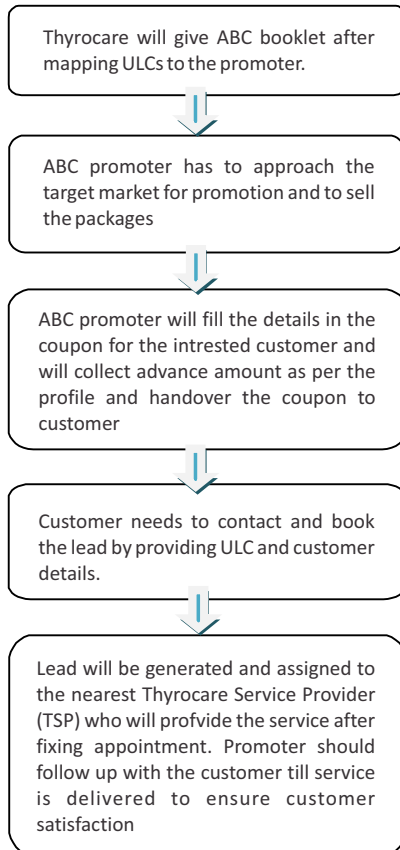 Thyrocare will give ABC booklet after
mapping ULCs to the promoter.
ABC promoter has to approach the
target market for promotion and to sell
the packages
ABC promoter will fill the details in the
coupon for the intrested customer and
will collect advance amount as per the
profile and handover the coupon to
customer
Customer needs to contact and book
the lead by providing ULC and customer
details.
Lead will be generated and assigned to
the nearest Thyrocare Service Provider
(TSP) who will profvide the service after
fixing appointment. Promoter should
follow up with the customer till service
is delivered to ensure customer
satisfaction